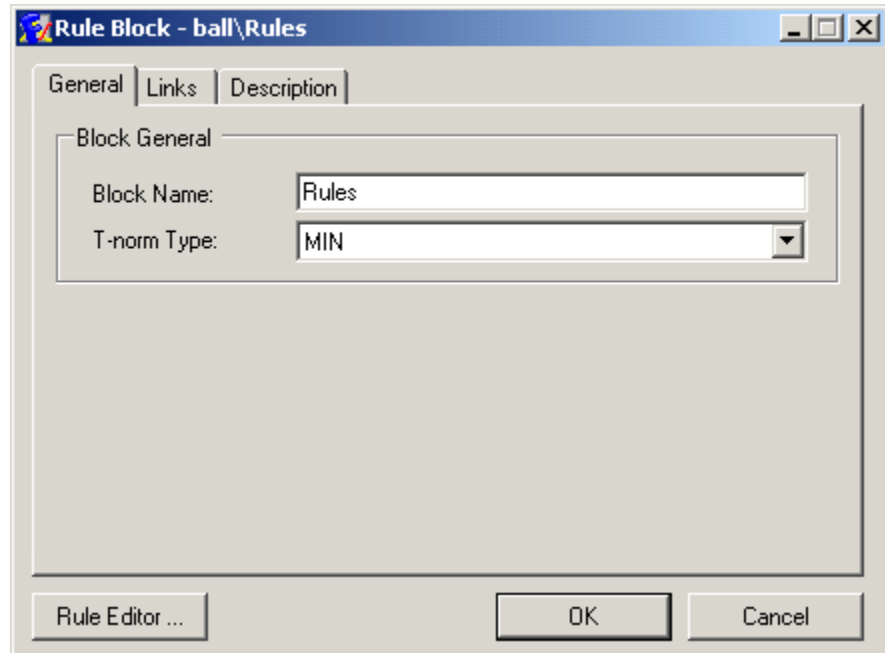 Rule Block - ball\Rules
General Links Description
Block General
Block Name: Rules
T-norm Type: MIN
Rule Editor ... OK Cancel